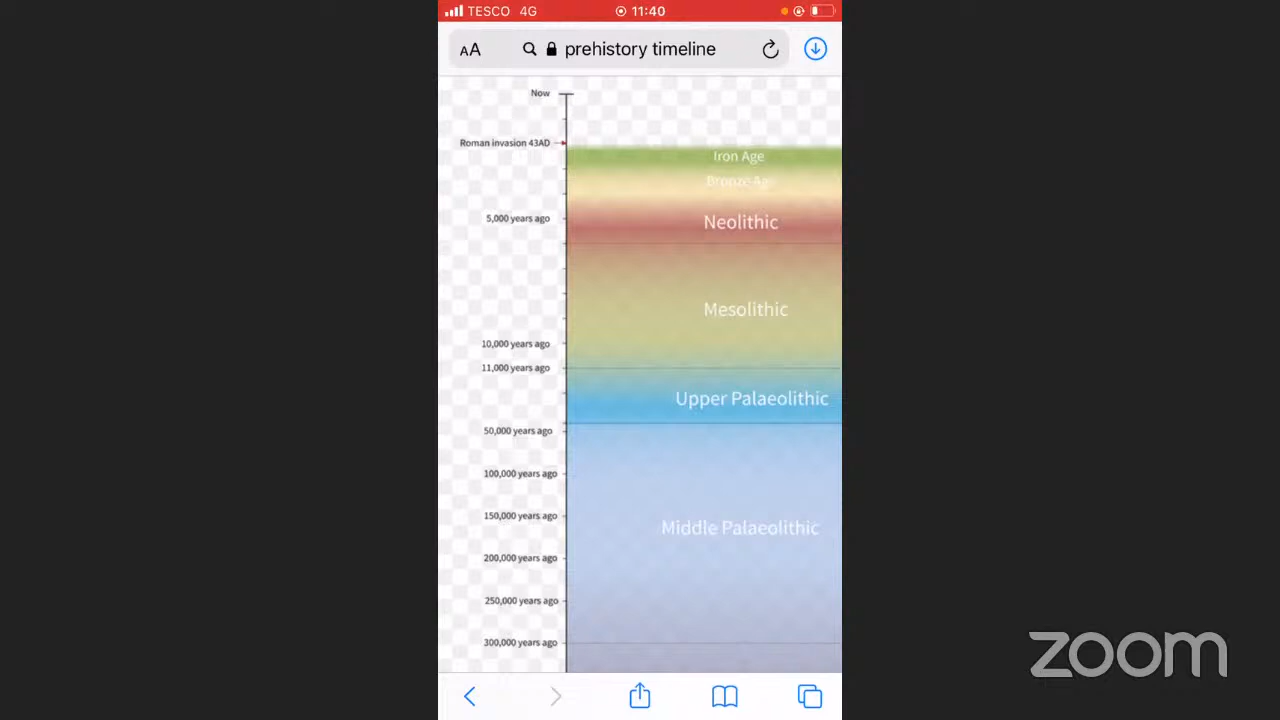 TESCO 4G 11:40
AA prehistory timeline
Now
Roman invasion 43AD
Iron Age
Bronze Age
5,000 years ago
Neolithic
Mesolithic
10,000 years ago
11,000 years ago
Upper Palaeolithic
50,000 years ago
100,000 years ago
150,000 years ago
Middle Palaeolithic
200,000 years ago
250,000 years ago
300,000 years ago
zoom